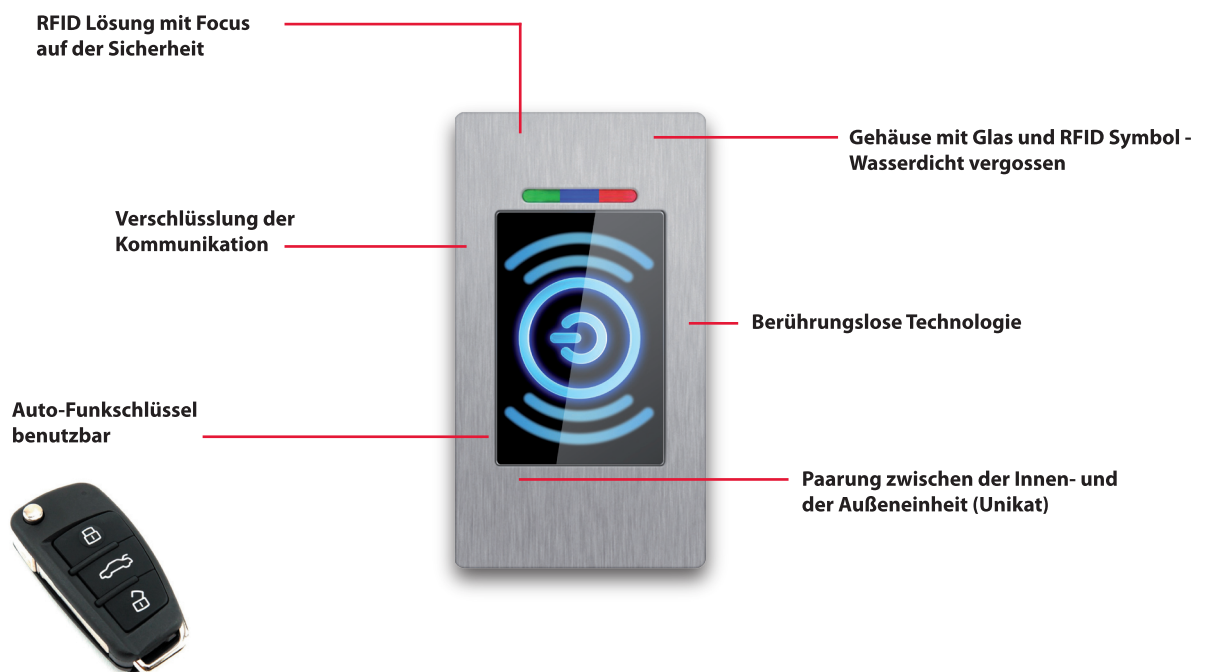 RFID Lösung mit Focus
auf der Sicherheit
Gehäuse mit Glas und RFID Symbol -
Wasserdicht vergossen
Verschlüsslung der
Kommunikation
Berührungslose Technologie
Auto-Funkschlüssel
benutzbar
Paarung zwischen der Innen- und
der Außeneinheit (Unikat)